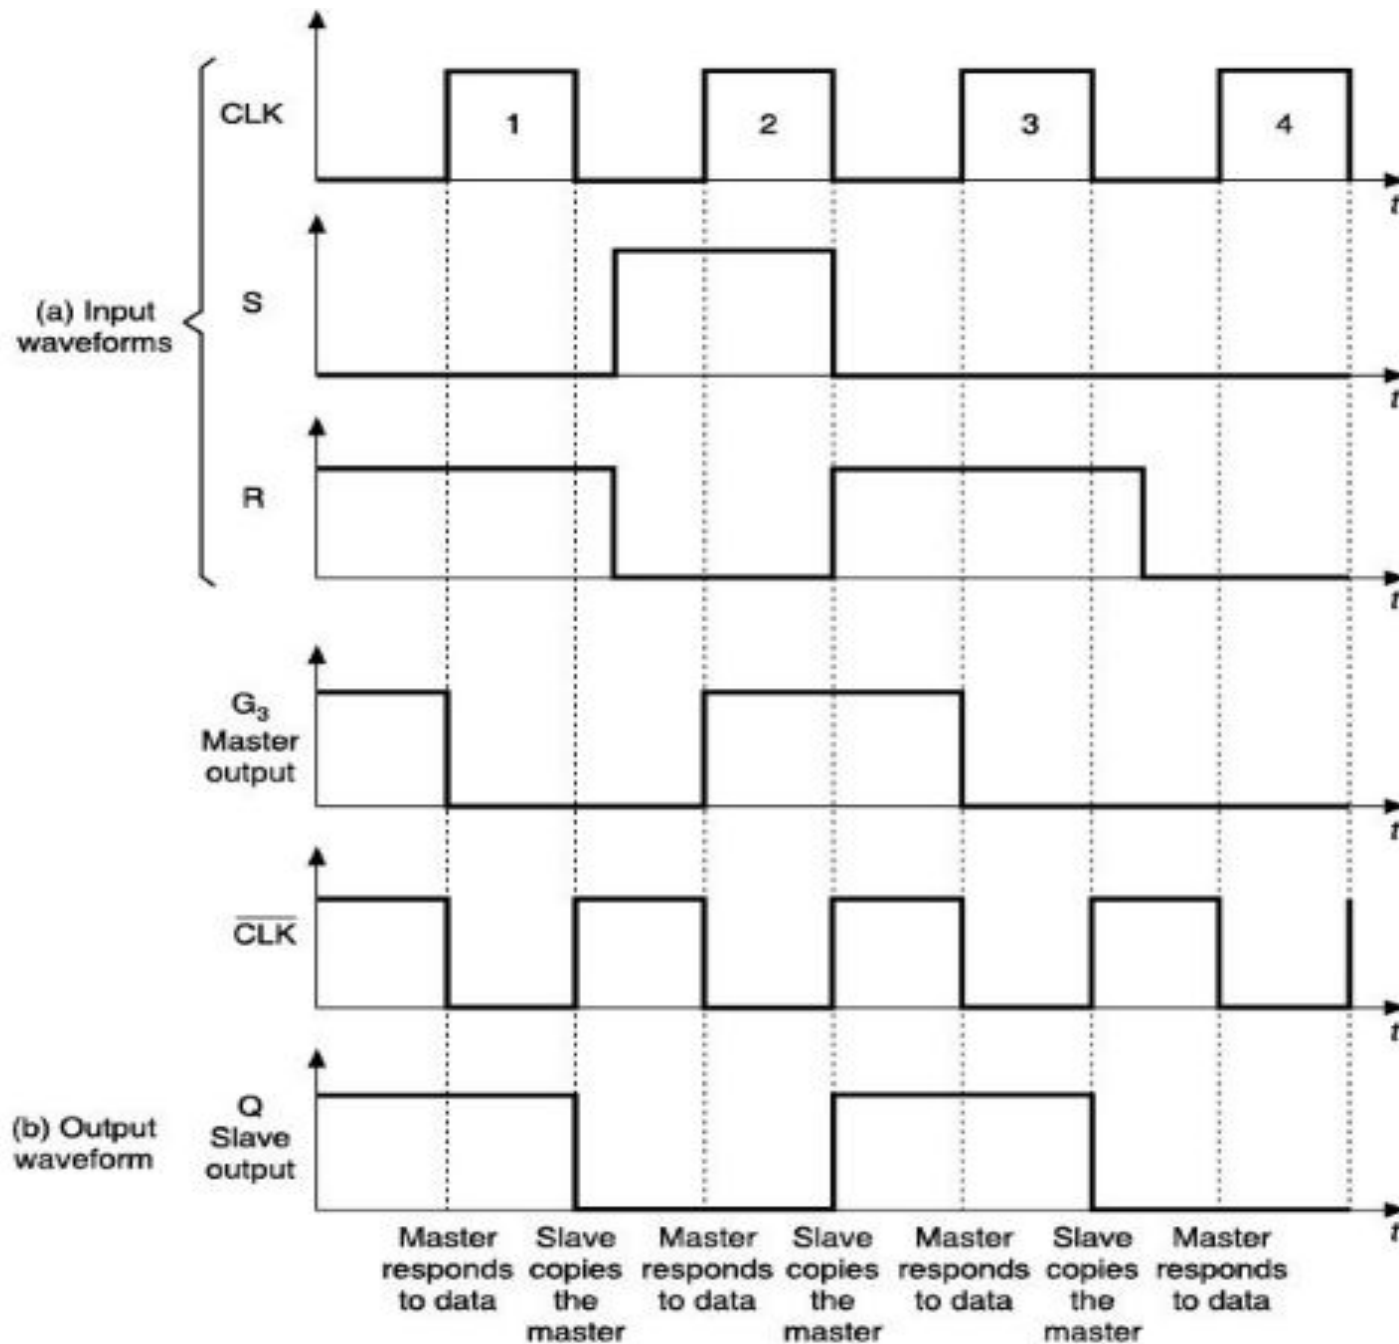 CLK
1
2
3
4
t
S
(a) Input
waveforms
t
R
t
G3
Master
output
t
CLK
t
Q
Slave
output
(b) Output
waveform
t
Master
responds
to data
Slave
copies
the
master
Master
responds
to data
Slave
copies
the
master
Master
responds
to data
Slave
copies
the
master
Master
responds
to data